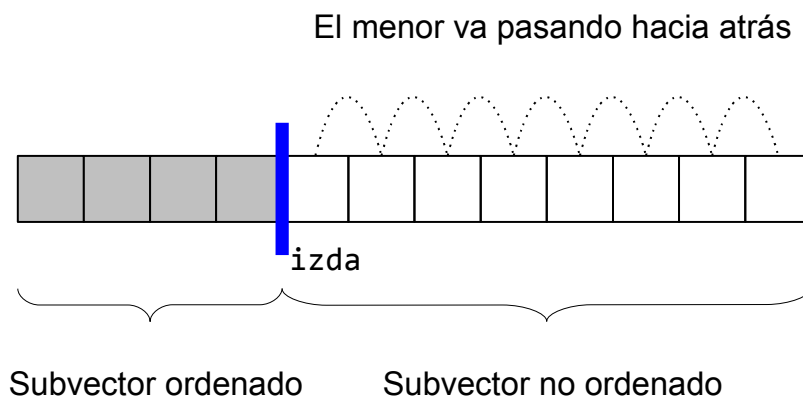 El menor va pasando hacia atrás
izda
Subvector ordenado
Subvector no ordenado